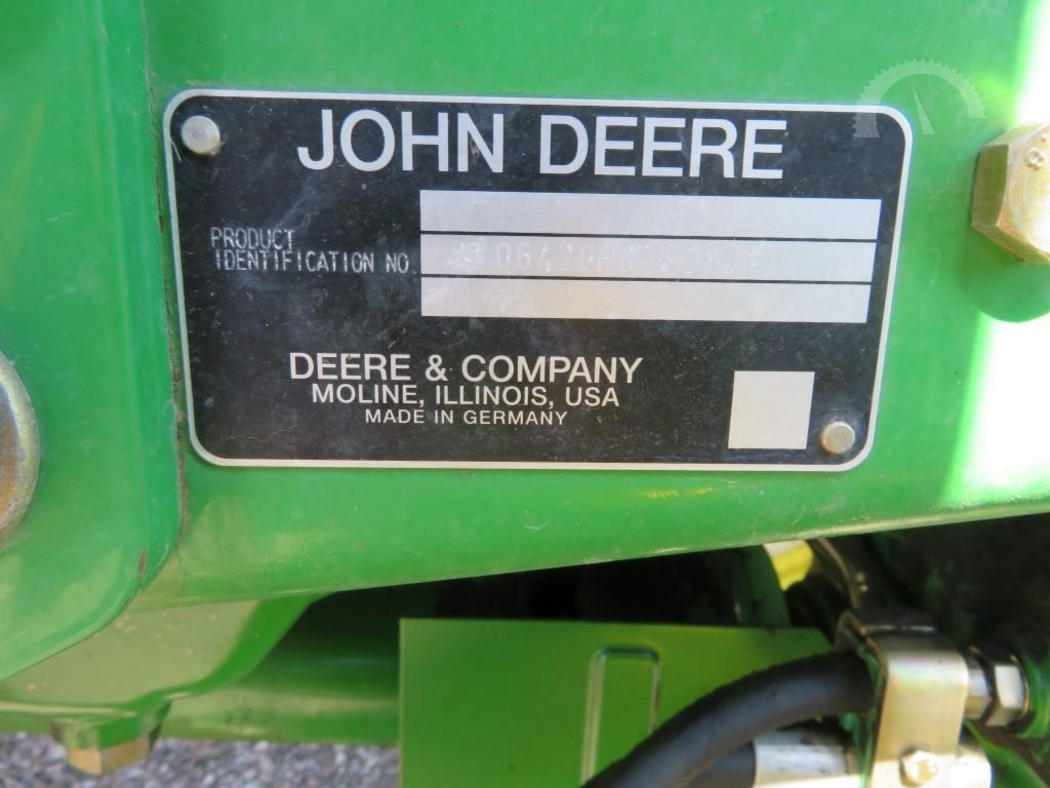 JOHN DEERE
PRODUCT
IDENTIFICATION NO
DEERE & COMPANY
MOLINE, ILLINOIS, USA
MADE IN GERMANY